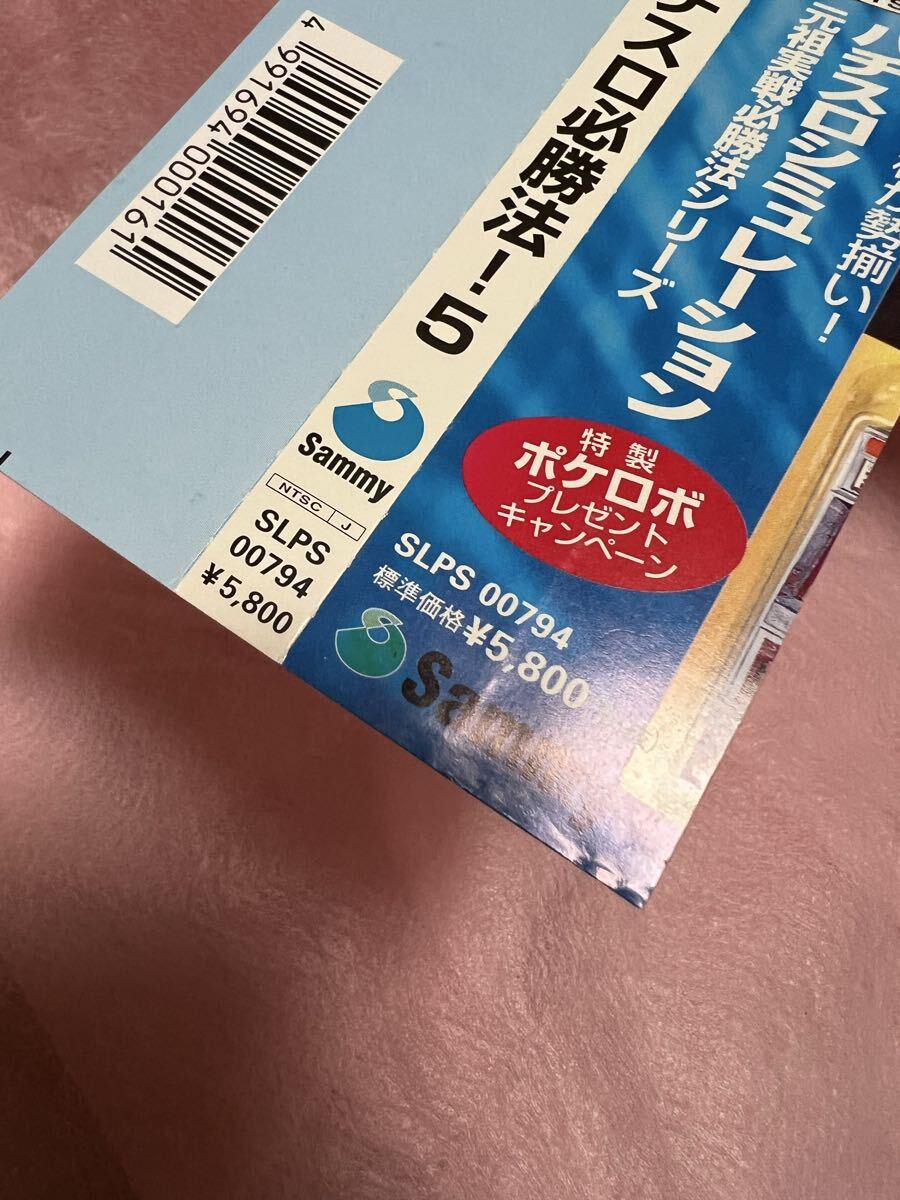 4 991694 000161
チスロ必勝法!5
Sammy
NTSC J
SLPS
00794
¥5,800
勢揃い!
パチスロシミュレーション
元祖実戦必勝法シリーズ
特製
ポケロボ
プレゼント
キャンペーン
SLPS 00794
標準価格¥5,800
Samm